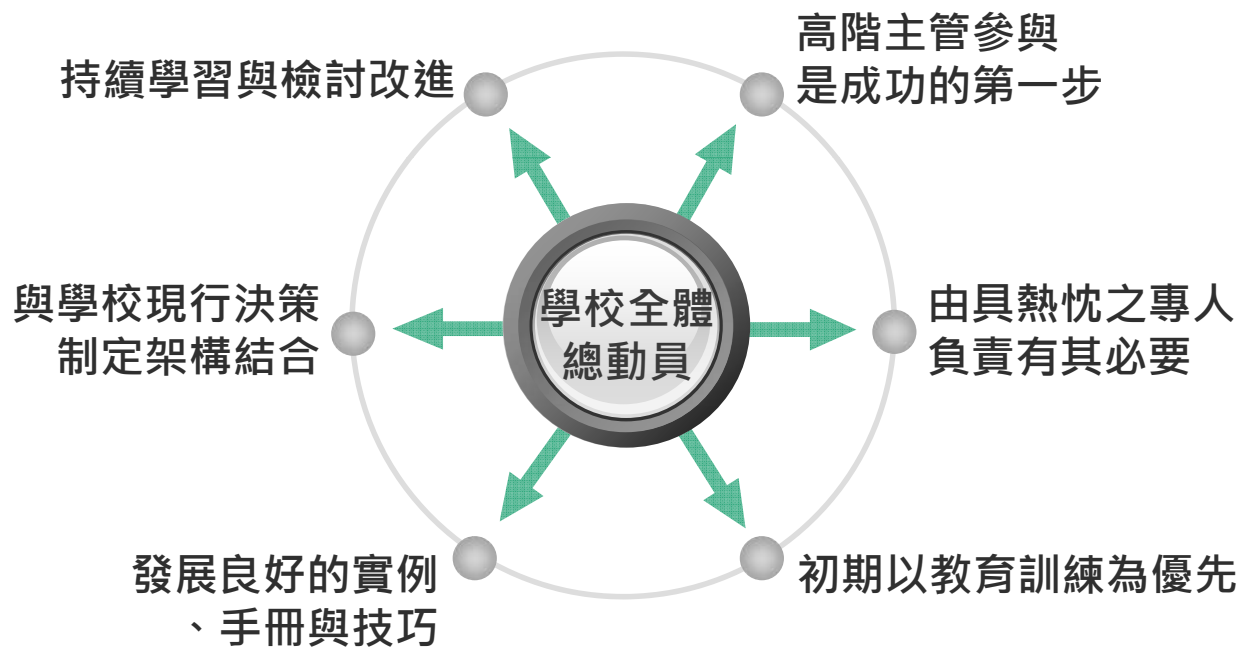 高階主管參與
是成功的第一步
持續學習與檢討改進
學校全體
總動員
與學校現行決策
制定架構結合
由具熱忱之專人
負責有其必要
發展良好的實例
、手冊與技巧
初期以教育訓練為優先